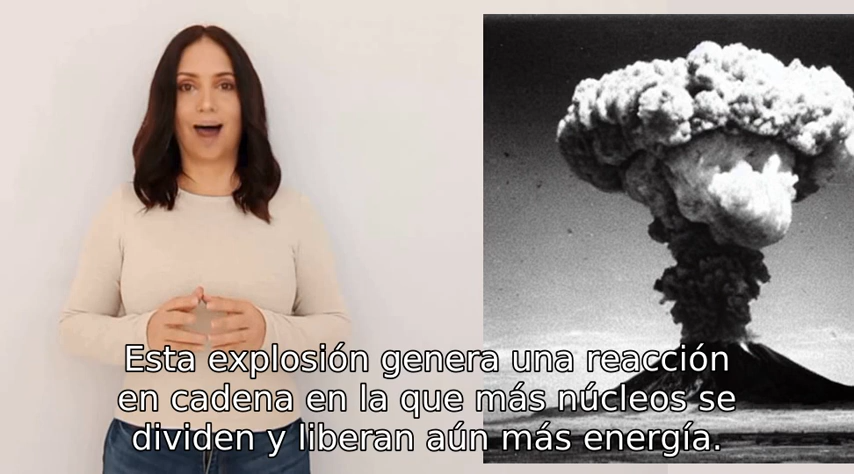 Esta explosión genera una reacción
en cadena en la que más núcleos se
dividen y liberan aún más energía.